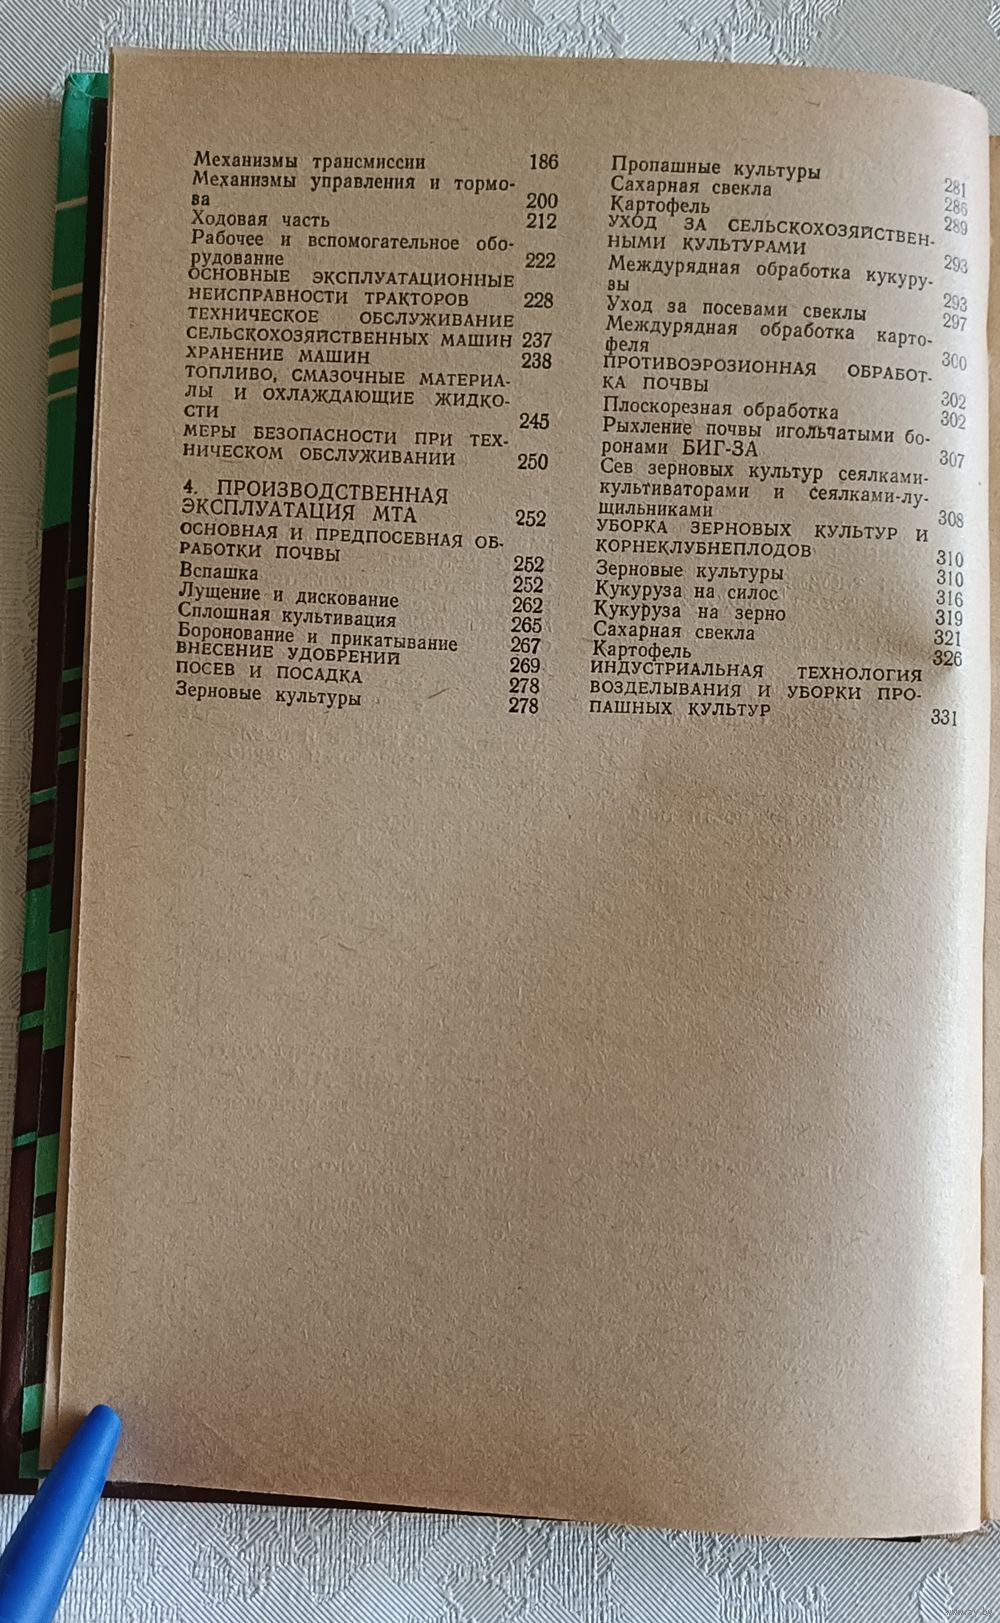 Механизмы трансмиссии 186
Механизмы управления и тормо-
ва 200
Ходовая часть 212
Рабочее и вспомогательное обо-
рудование 222
ОСНОВНЫЕ ЭКСПЛУАТАЦИОННЫЕ
НЕИСПРАВНОСТИ ТРАКТОРОВ 228
ТЕХНИЧЕСКОЕ ОБСЛУЖИВАНИЕ
СЕЛЬСКОХОЗЯЙСТВЕННЫХ МАШИН 237
ХРАНЕНИЕ МАШИН 238
ТОПЛИВО, СМАЗОЧНЫЕ МАТЕРИА-
ЛЫ И ОХЛАЖДАЮЩИЕ ЖИДКО-
СТИ 245
МЕРЫ БЕЗОПАСНОСТИ ПРИ ТЕХ-
НИЧЕСКОМ ОБСЛУЖИВАНИИ 250
4. ПРОИЗВОДСТВЕННАЯ
ЭКСПЛУАТАЦИЯ МТА 252
ОСНОВНАЯ И ПРЕДПОСЕВНАЯ ОБ-
РАБОТКИ ПОЧВЫ 252
Вспашка 252
Лущение и дискование 262
Сплошная культивация 265
Боронование и прикатывание 267
ВНЕСЕНИЕ УДОБРЕНИЙ 269
ПОСЕВ И ПОСАДКА 278
Зерновые культуры 278
Пропашные культуры 281
Сахарная свекла 286
Картофель 289
УХОД ЗА СЕЛЬСКОХОЗЯЙСТВЕН-
НЫМИ КУЛЬТУРАМИ 293
Междурядная обработка кукуру-
зы 293
Уход за посевами свеклы 297
Междурядная обработка карто-
феля 300
ПРОТИВОЭРОЗИОННАЯ ОБРАБОТ-
КА ПОЧВЫ 302
Плоскорезная обработка 302
Рыхление почвы игольчатыми бо-
ронами БИГ-ЗА 307
Сев зерновых культур сеялками-
культиваторами и сеялками-лу-
щильниками 308
УБОРКА ЗЕРНОВЫХ КУЛЬТУР И
КОРНЕКЛУБНЕПЛОДОВ 310
Зерновые культуры 310
Кукуруза на силос 316
Кукуруза на зерно 319
Сахарная свекла 321
Картофель 326
ИНДУСТРИАЛЬНАЯ ТЕХНОЛОГИЯ
ВОЗДЕЛЫВАНИЯ И УБОРКИ ПРО-
ПАШНЫХ КУЛЬТУР 331
www.ay.by